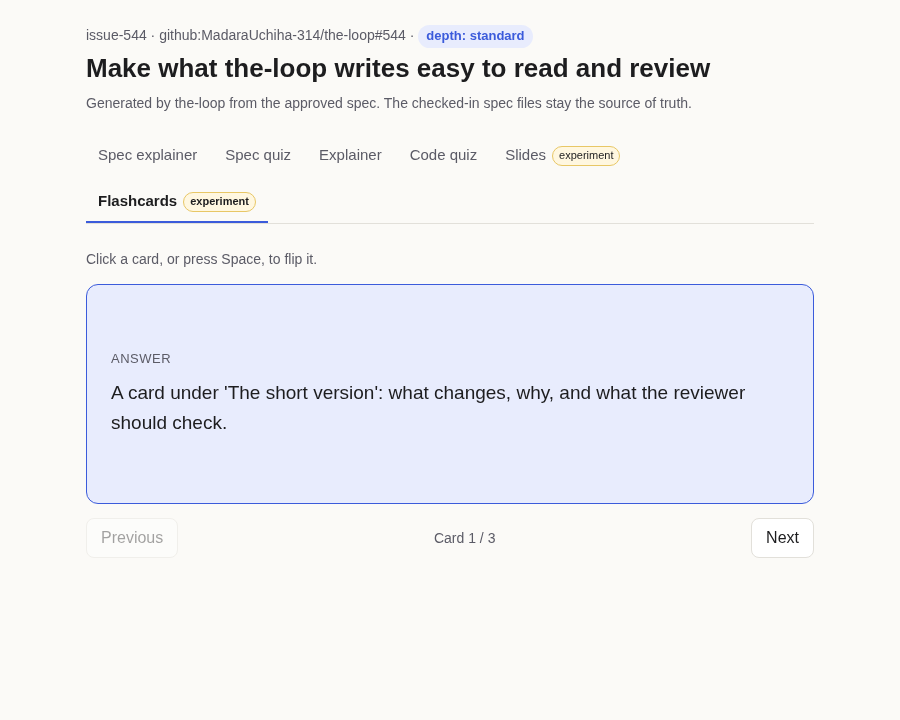 issue-544 · github:MadaraUchiha-314/the-loop#544 · depth: standard
Make what the-loop writes easy to read and review
Generated by the-loop from the approved spec. The checked-in spec files stay the source of truth.
Spec explainer Spec quiz Explainer Code quiz Slides experiment
Flashcards experiment
Click a card, or press Space, to flip it.
ANSWER
A card under 'The short version': what changes, why, and what the reviewer
should check.
Previous Card 1 / 3 Next